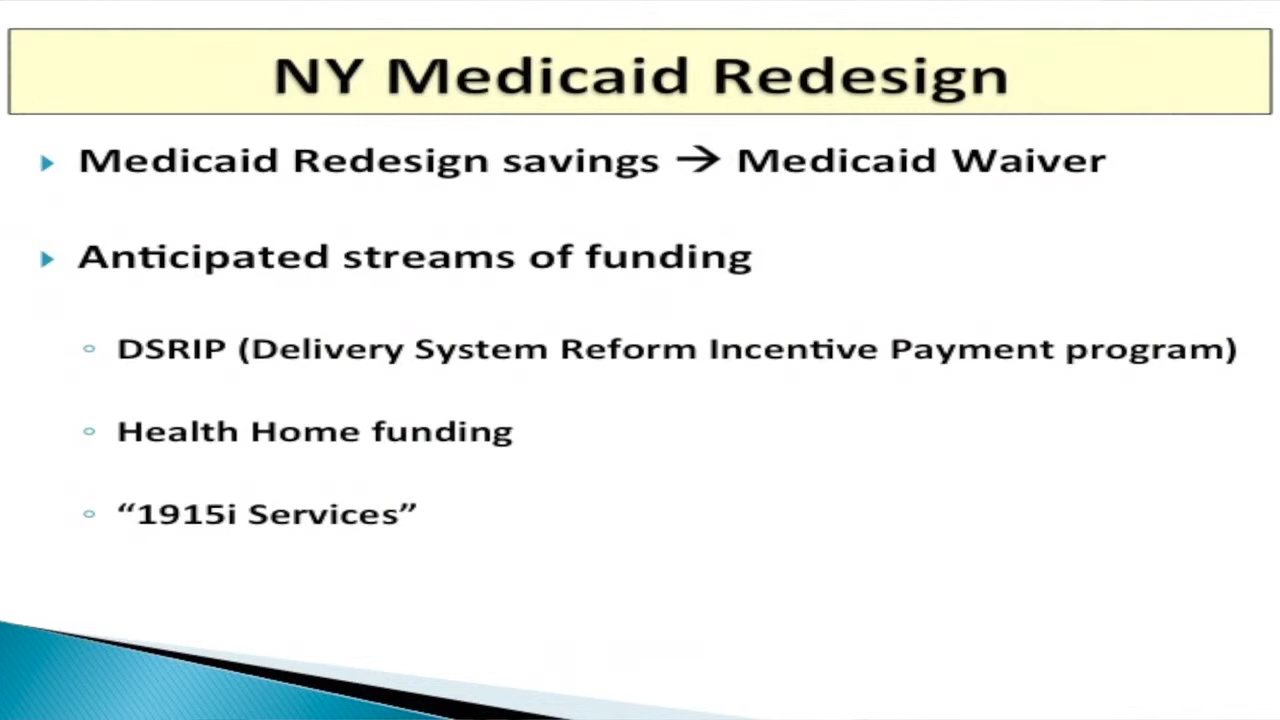 NY Medicaid Redesign
Medicaid Redesign savings → Medicaid Waiver
Anticipated streams of funding
DSRIP (Delivery System Reform Incentive Payment program)
Health Home funding
“1915i Services”